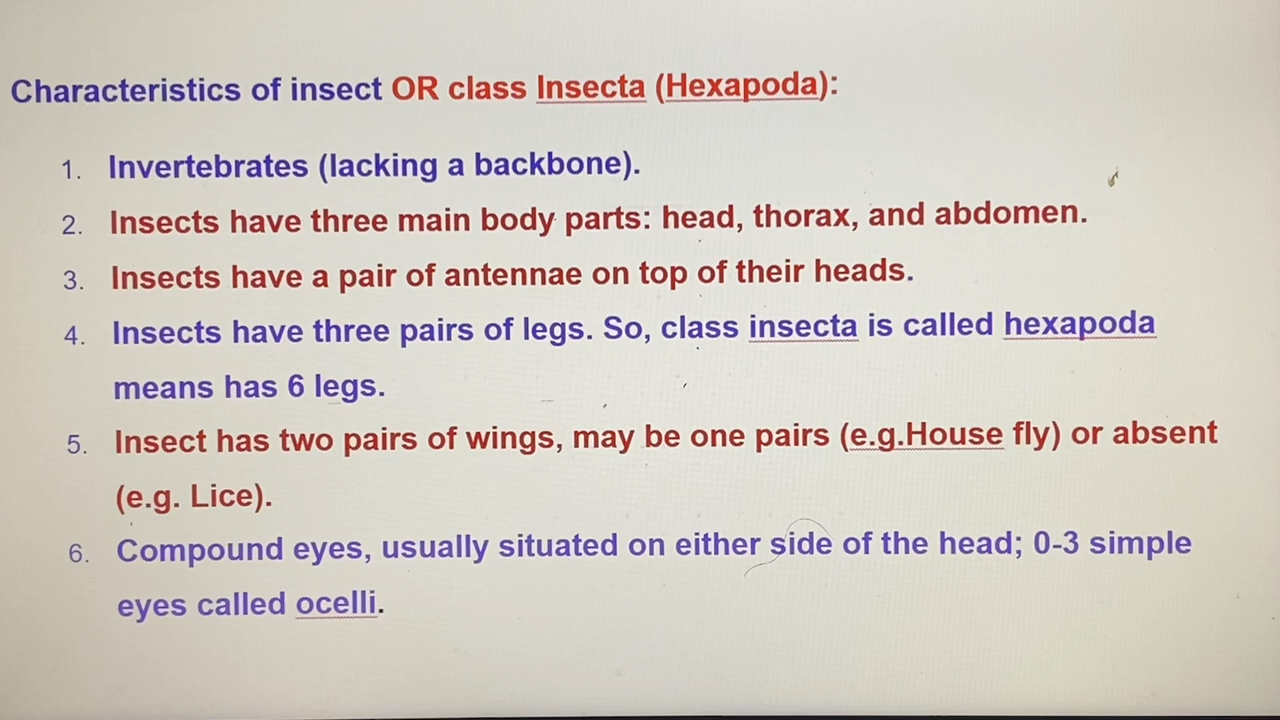 Characteristics of insect OR class Insecta (Hexapoda):
1. Invertebrates (lacking a backbone).
2. Insects have three main body parts: head, thorax, and abdomen.
3. Insects have a pair of antennae on top of their heads.
4. Insects have three pairs of legs. So, class insecta is called hexapoda
means has 6 legs.
5. Insect has two pairs of wings, may be one pairs (e.g.House fly) or absent
(e.g. Lice).
6. Compound eyes, usually situated on either side of the head; 0-3 simple
eyes called ocelli.